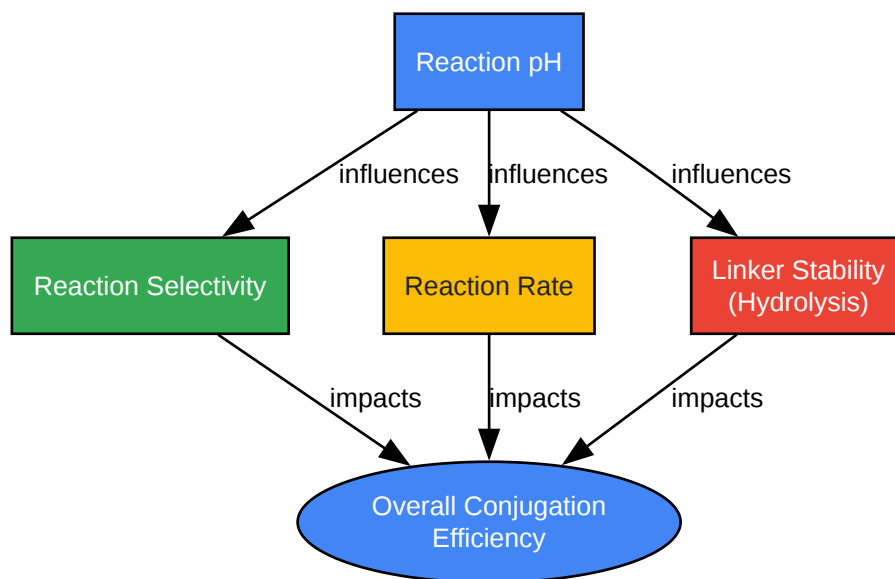 Reaction pH
influences
influences
influences
Reaction Selectivity
Reaction Rate
Linker Stability
(Hydrolysis)
impacts
impacts
impacts
Overall Conjugation
Efficiency